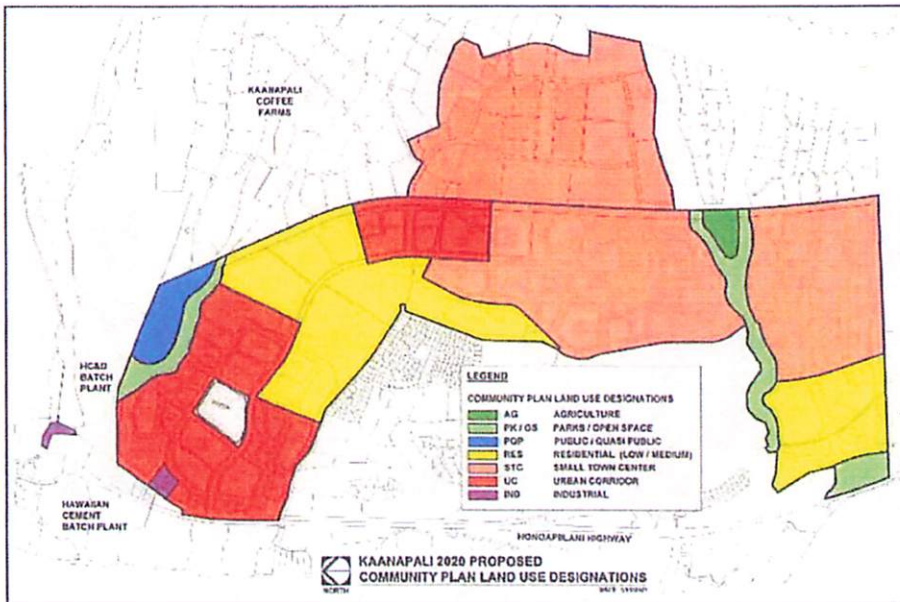 KAANAPALI
COFFEE
FARMS
HC&D
BATCH
PLANT
HAWAIIAN
CEMENT
BATCH PLANT
LEGEND
COMMUNITY PLAN LAND USE DESIGNATIONS
AG AGRICULTURE
PK / OS PARKS / OPEN SPACE
PQP PUBLIC / QUASI PUBLIC
RES RESIDENTIAL (LOW / MEDIUM)
STC SMALL TOWN CENTER
UC URBAN CORRIDOR
IND INDUSTRIAL
HONOAPIILANI HIGHWAY
NORTH
KAANAPALI 2020 PROPOSED
COMMUNITY PLAN LAND USE DESIGNATIONS